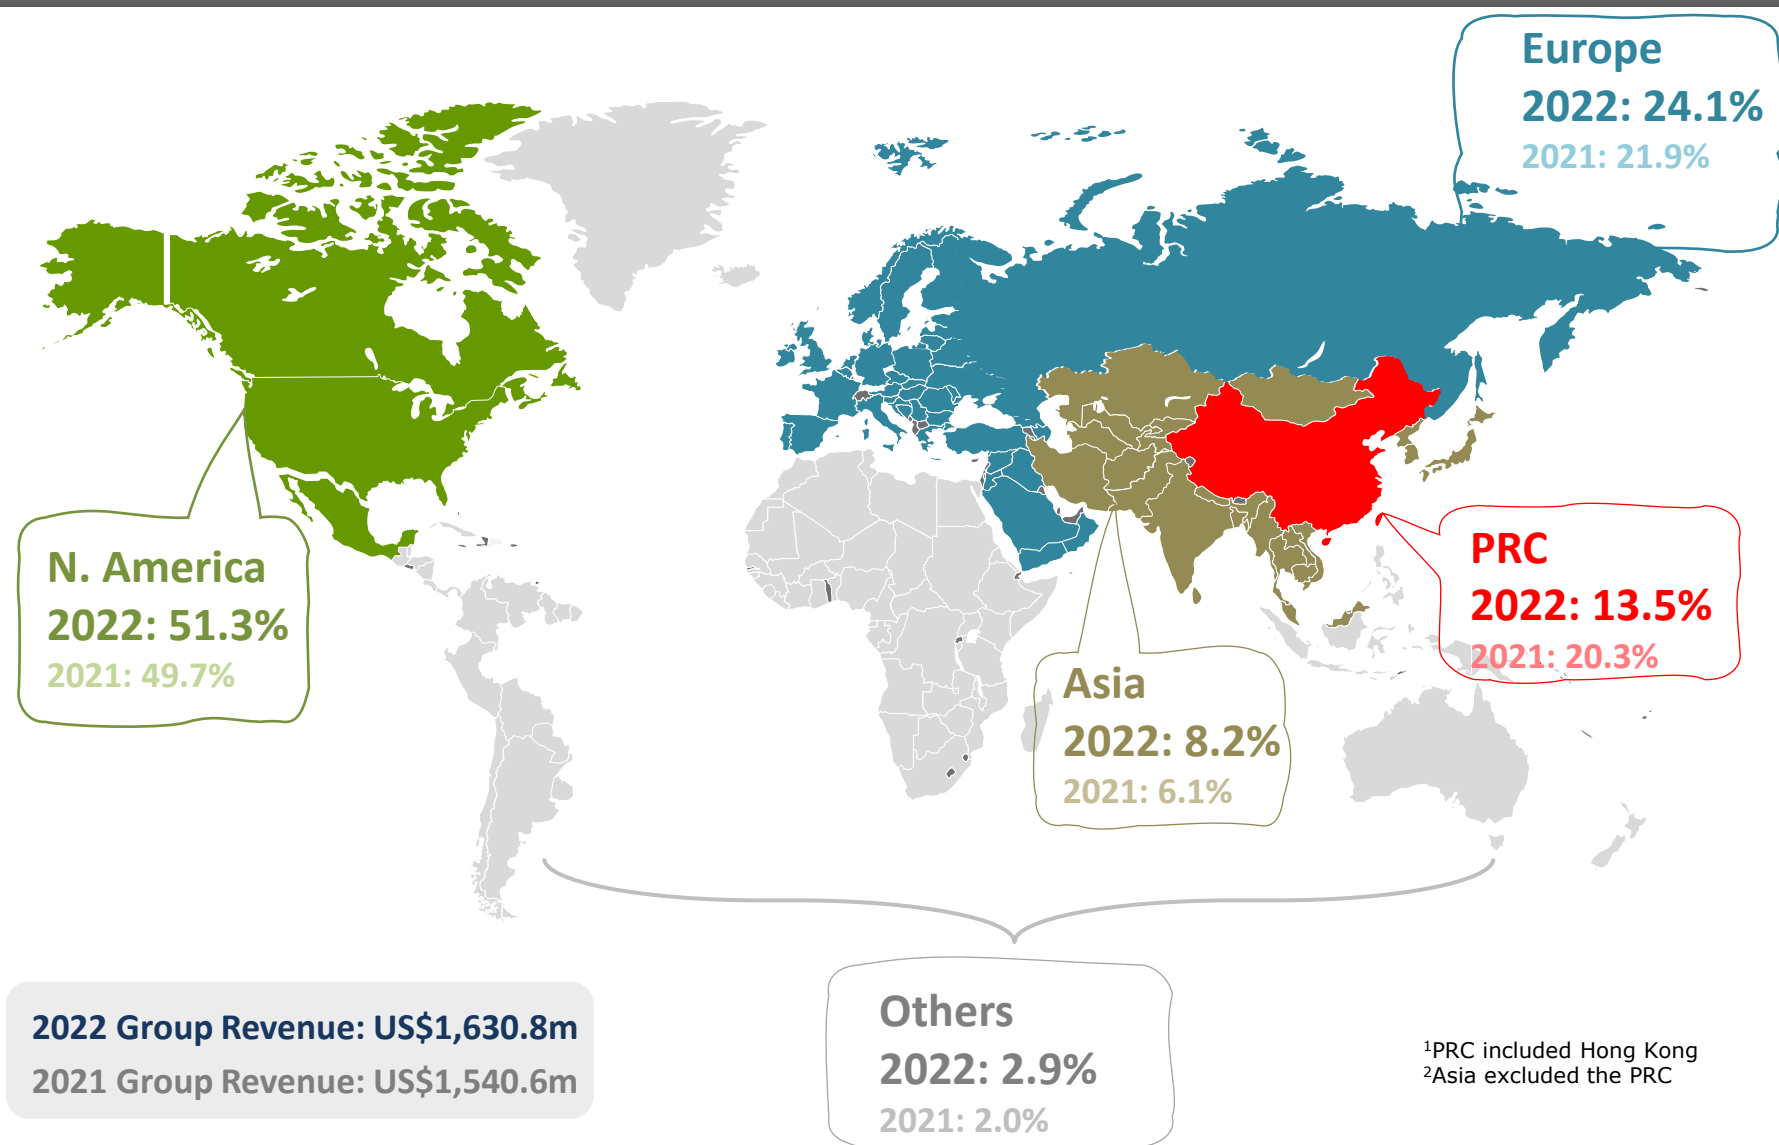 Europe
2022: 24.1%
2021: 21.9%
N. America
2022: 51.3%
2021: 49.7%
PRC
2022: 13.5%
2021: 20.3%
Asia
2022: 8.2%
2021: 6.1%
2022 Group Revenue: US$1,630.8m
2021 Group Revenue: US$1,540.6m
Others
2022: 2.9%
2021: 2.0%
¹PRC included Hong Kong
²Asia excluded the PRC